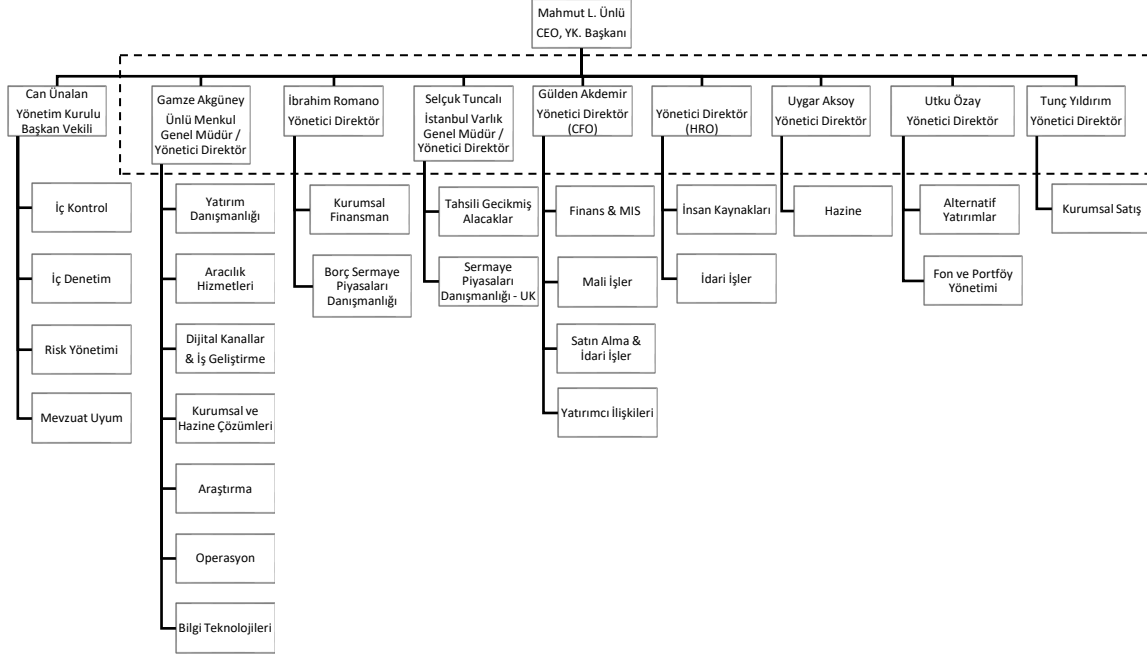 Mahmut L. Ünlü
CEO, YK. Başkanı
Can Ünalan
Yönetim Kurulu
Başkan Vekili
İç Kontrol
İç Denetim
Risk Yönetimi
Mevzuat Uyum
Gamze Akgüney
Ünlü Menkul
Genel Müdür /
Yönetici Direktör
Yatırım
Danışmanlığı
Aracılık
Hizmetleri
Dijital Kanallar
& İş Geliştirme
Kurumsal ve
Hazine Çözümleri
Araştırma
Operasyon
Bilgi Teknolojileri
İbrahim Romano
Yönetici Direktör
Kurumsal
Finansman
Borç Sermaye
Piyasaları
Danışmanlığı
Selçuk Tuncalı
İstanbul Varlık
Genel Müdür /
Yönetici Direktör
Tahsili Gecikmiş
Alacaklar
Sermaye
Piyasaları
Danışmanlığı - UK
Gülden Akdemir
Yönetici Direktör
(CFO)
Finans & MIS
Mali İşler
Satın Alma &
İdari İşler
Yatırımcı İlişkileri
Yönetici Direktör
(HRO)
İnsan Kaynakları
İdari İşler
Uygar Aksoy
Yönetici Direktör
Hazine
Utku Özay
Yönetici Direktör
Alternatif
Yatırımlar
Fon ve Portföy
Yönetimi
Tunç Yıldırım
Yönetici Direktör
Kurumsal Satış